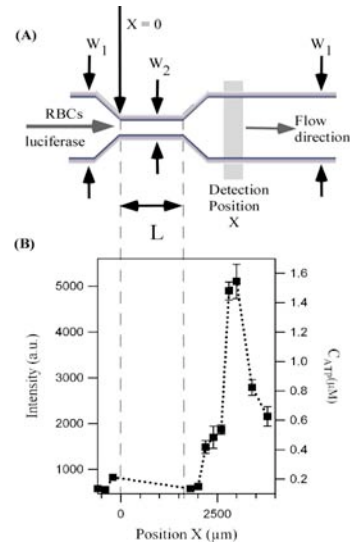 (A)
X = 0
W1
W2
W1
RBCs
luciferase
Flow
direction
Detection
Position
X
L
(B)
5000
4000
3000
2000
1000
Intensity (a.u.)
1.6
1.4
1.2
1.0
0.8
0.6
0.4
0.2
CATP(µM)
0
2500
Position X (µm)